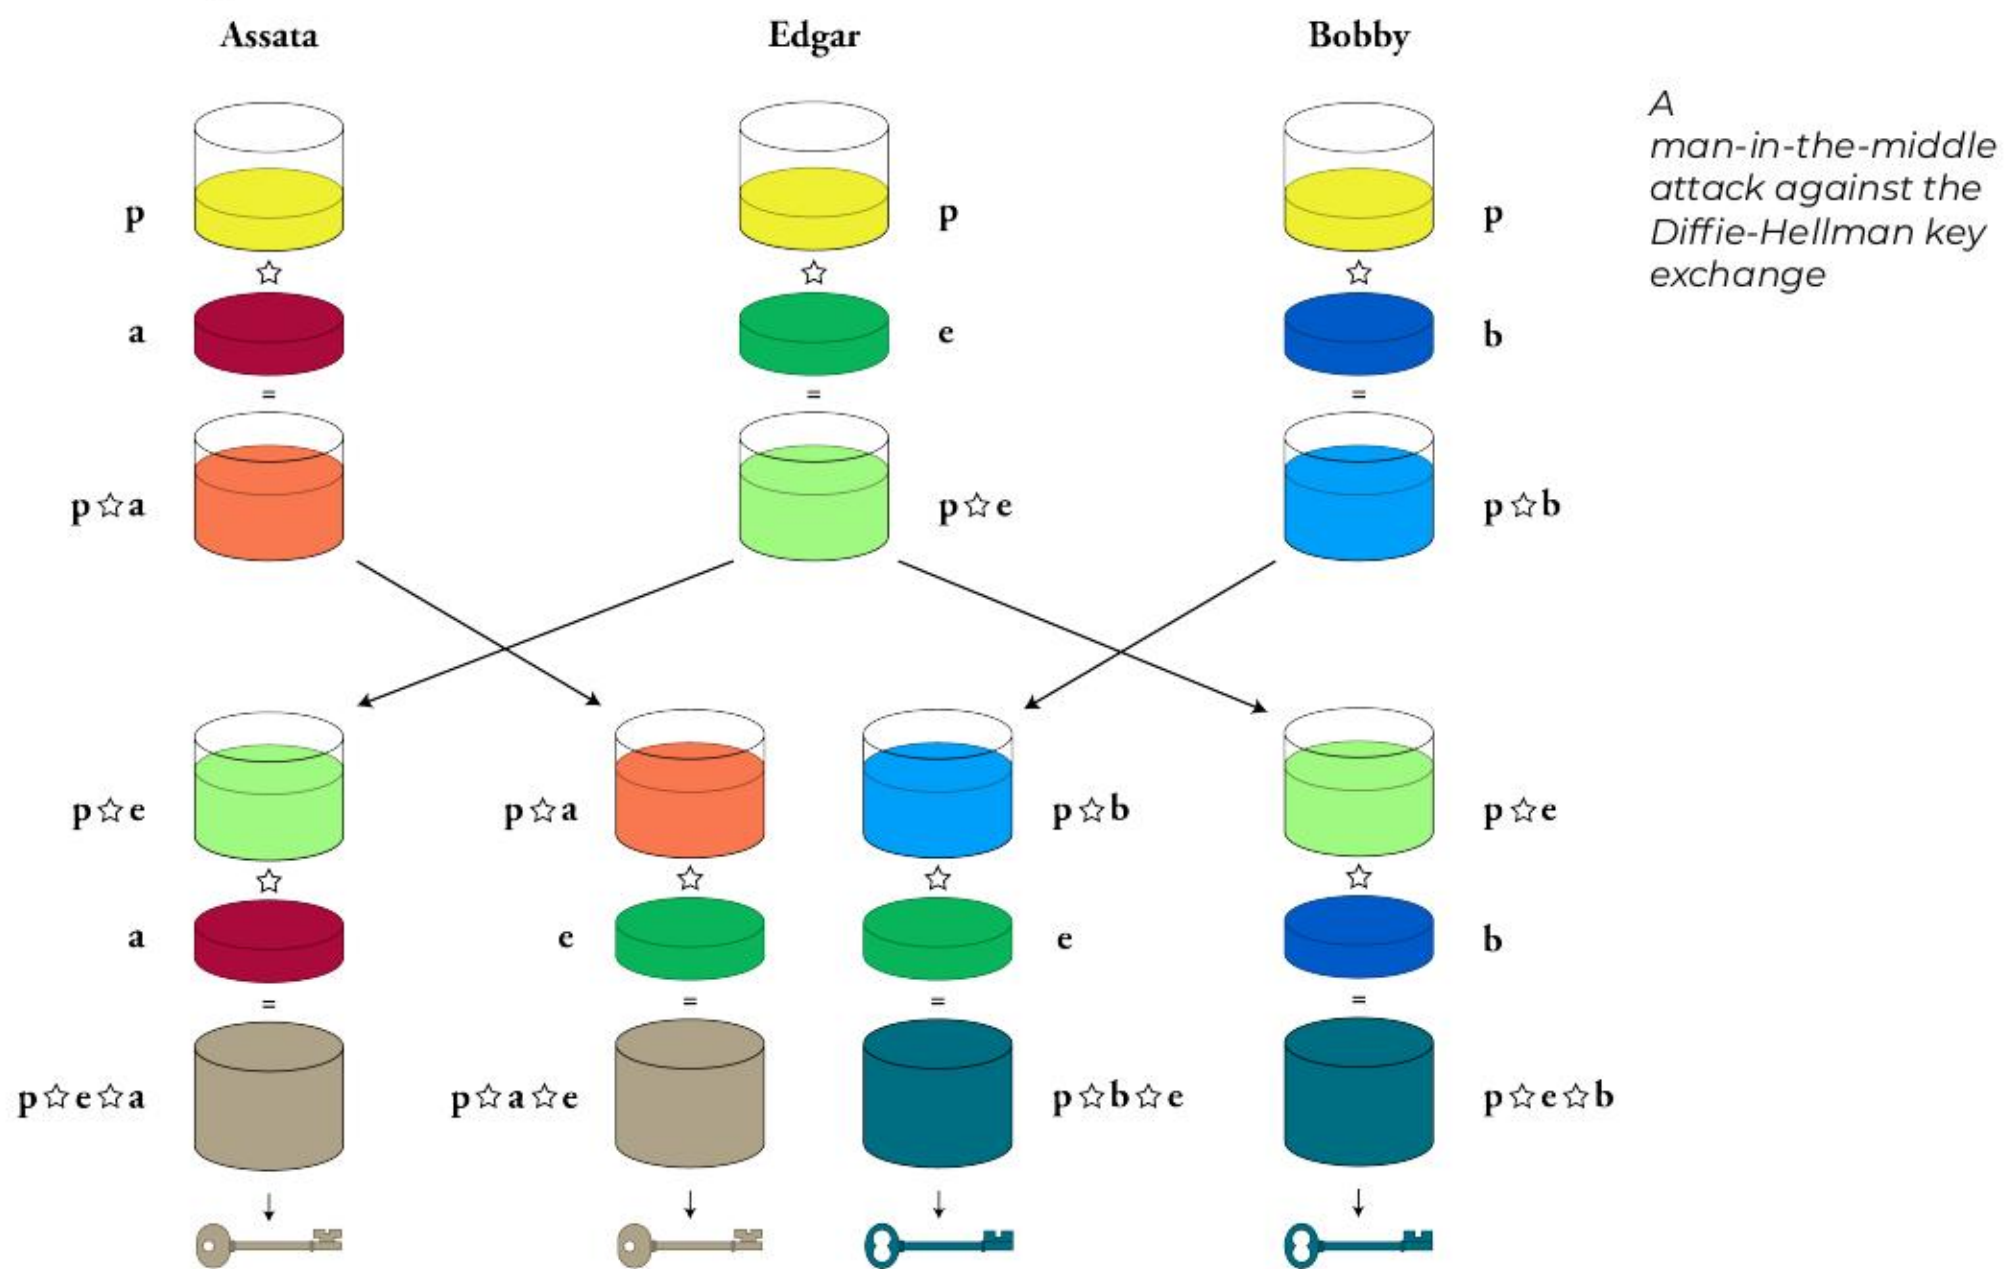 Assata Edgar Bobby
A
man-in-the-middle
attack against the
Diffie-Hellman key
exchange
p p p
☆ ☆ ☆
a e b
= = =
p☆a p☆e p☆b
p☆e p☆a p☆b p☆e
☆ ☆ ☆ ☆
a e e b
= = = =
p☆e☆a p☆a☆e p☆b☆e p☆e☆b